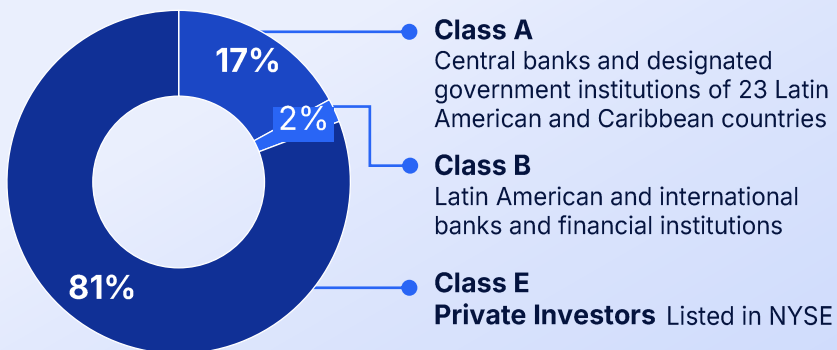 17%
2%
81%
Class A
Central banks and designated
government institutions of 23 Latin
American and Caribbean countries
Class B
Latin American and international
banks and financial institutions
Class E
Private Investors Listed in NYSE